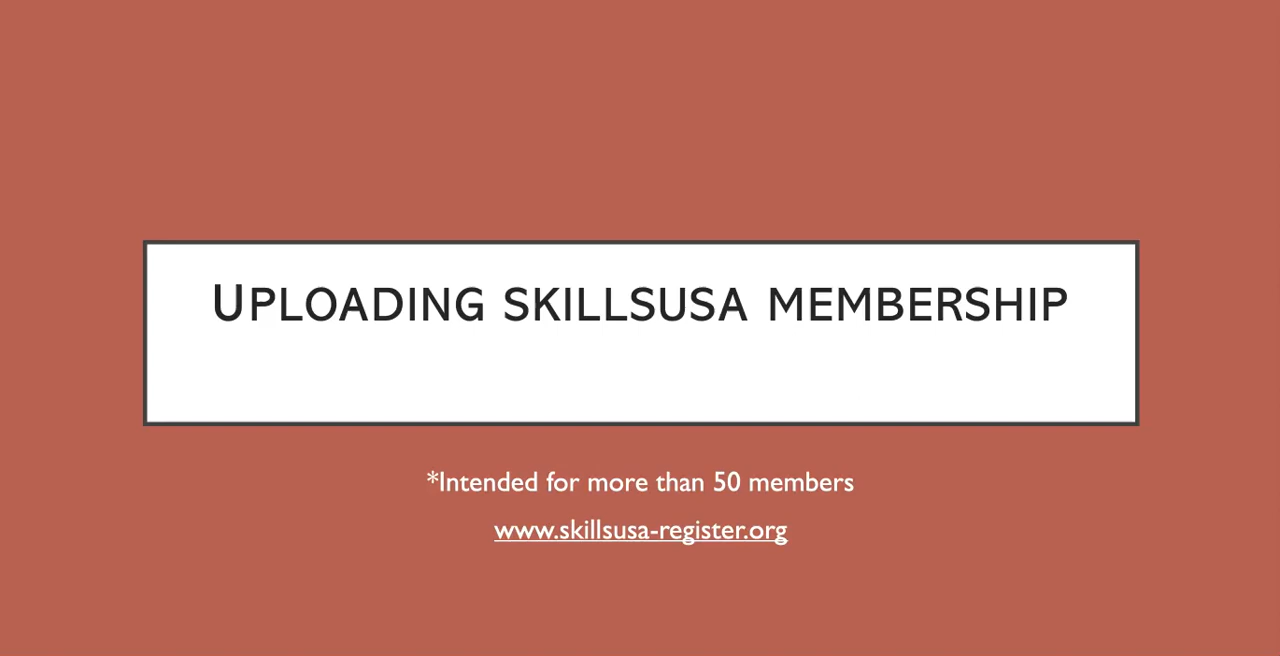 UPLOADING SKILLSUSA MEMBERSHIP
*Intended for more than 50 members
www.skillsusa-register.org